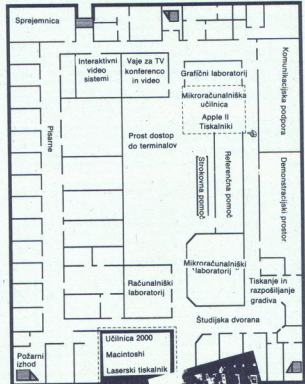 Sprejemnica
Interaktivni
video
sistemi
Vaje za TV
konferenco
in video
Grafični laboratorij
Mikroračunalniška
učilnica
Apple II
Tiskalniki
Komunikacijska podpora
Pisarne
Prost dostop
do terminalov
Strokovna pomoč
Referenčna pomoč
Demonstracijski prostor
Mikroračunalniški
laboratorij
Računalniški
laboratorij
Tiskanje in
razpošiljanje
gradiva
Študijska dvorana
Učilnica 2000
Macintoshi
Laserski tiskalnik
Požarni
izhod